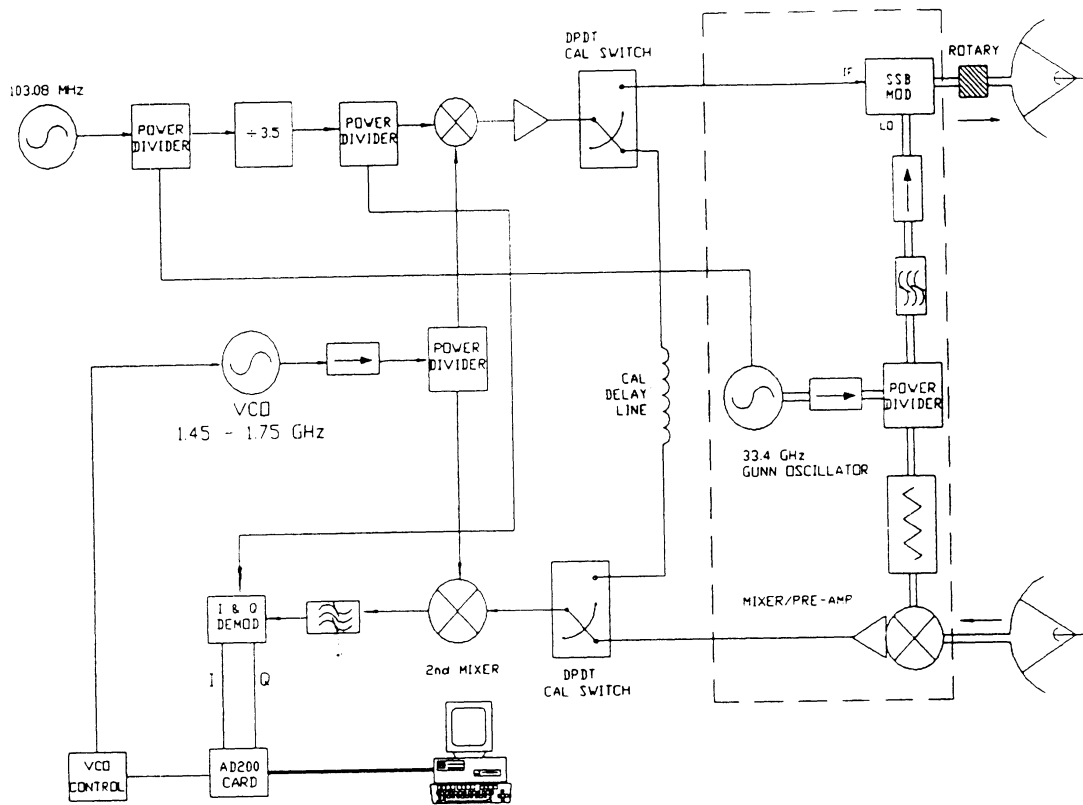 DPDT
CAL SWITCH
ROTARY
103.08 MHz
IF
SSB
MOD
LO
POWER
DIVIDER
÷ 3.5
POWER
DIVIDER
POWER
DIVIDER
VCO
1.45 - 1.75 GHz
CAL
DELAY
LINE
POWER
DIVIDER
33.4 GHz
GUNN OSCILLATOR
MIXER/PRE-AMP
I & Q
DEMOD
I
Q
2nd MIXER
DPDT
CAL SWITCH
VCO
CONTROL
AD200
CARD